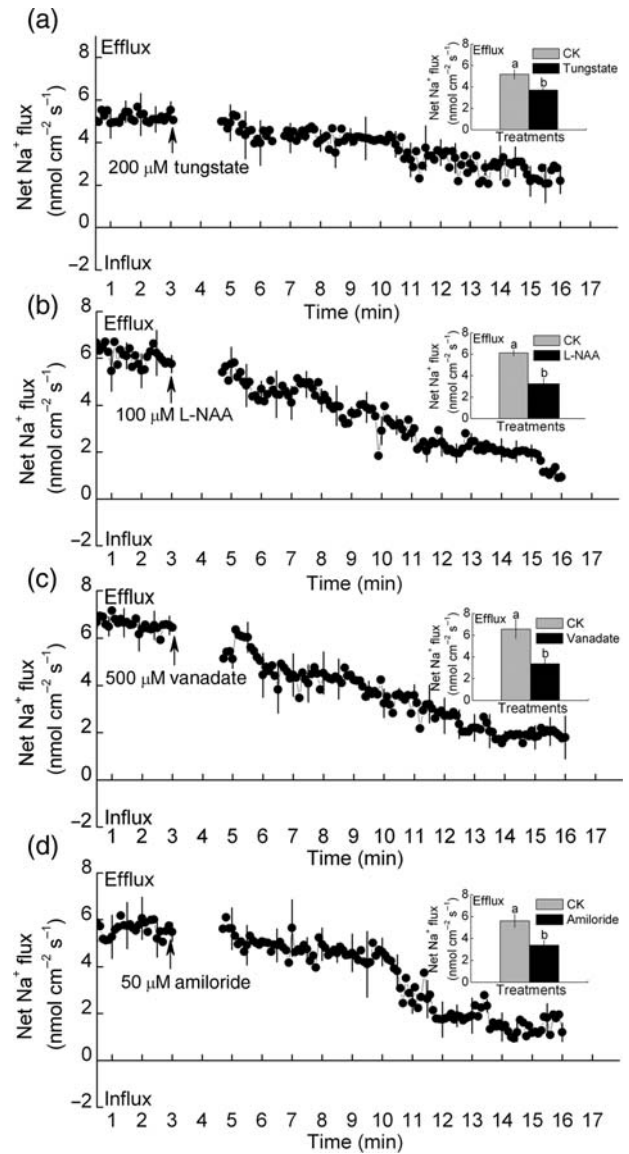 (a)
Efflux
Net Na⁺ flux
(nmol cm⁻² s⁻¹)
8
6
4
2
0
−2
200 μM tungstate
Influx
Efflux
Net Na⁺ flux
(nmol cm⁻² s⁻¹)
8
6
4
2
0
CK
Tungstate
a
b
Treatments
1 2 3 4 5 6 7 8 9 10 11 12 13 14 15 16 17
Time (min)
(b)
Efflux
Net Na⁺ flux
(nmol cm⁻² s⁻¹)
8
6
4
2
0
−2
100 μM L-NAA
Influx
Efflux
Net Na⁺ flux
(nmol cm⁻² s⁻¹)
8
6
4
2
0
CK
L-NAA
a
b
Treatments
1 2 3 4 5 6 7 8 9 10 11 12 13 14 15 16 17
Time (min)
(c)
Efflux
Net Na⁺ flux
(nmol cm⁻² s⁻¹)
8
6
4
2
0
−2
500 μM vanadate
Influx
Efflux
Net Na⁺ flux
(nmol cm⁻² s⁻¹)
8
6
4
2
0
CK
Vanadate
a
b
Treatments
1 2 3 4 5 6 7 8 9 10 11 12 13 14 15 16 17
Time (min)
(d)
Efflux
Net Na⁺ flux
(nmol cm⁻² s⁻¹)
8
6
4
2
0
−2
50 μM amiloride
Influx
Efflux
Net Na⁺ flux
(nmol cm⁻² s⁻¹)
8
6
4
2
0
CK
Amiloride
a
b
Treatments
1 2 3 4 5 6 7 8 9 10 11 12 13 14 15 16 17
Time (min)